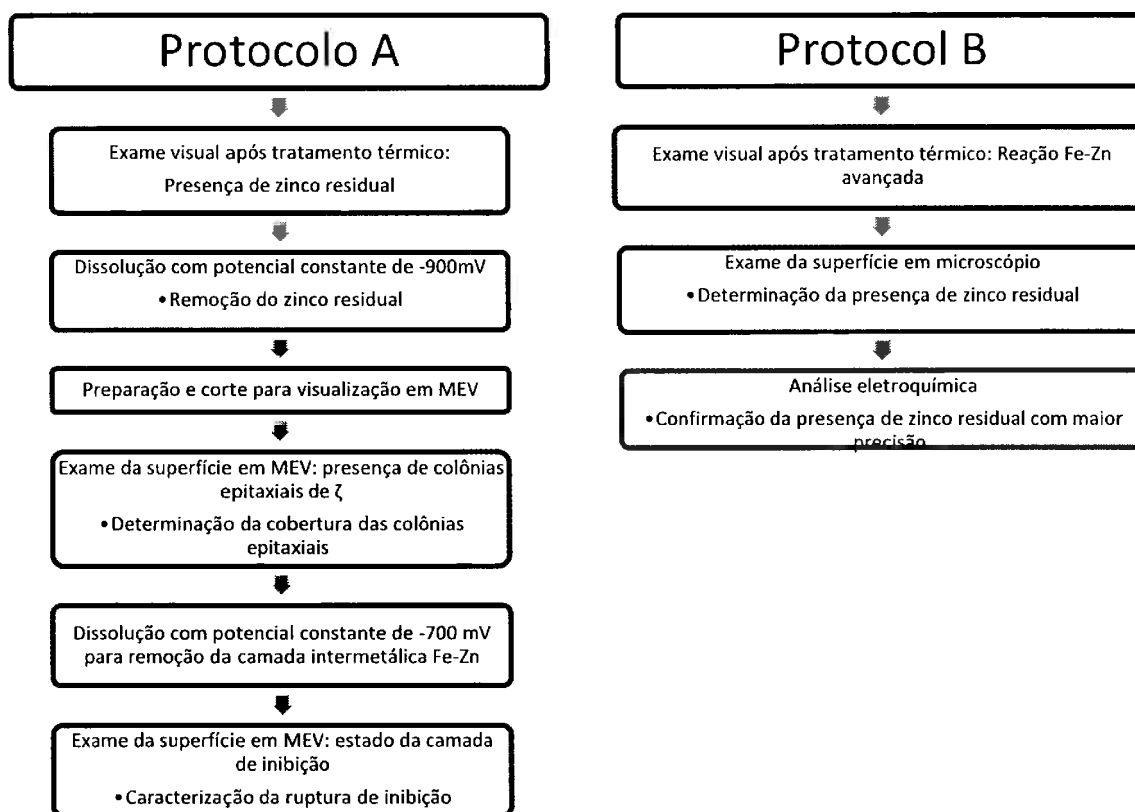 Protocolo A
Exame visual após tratamento térmico:
Presença de zinco residual
Dissolução com potencial constante de -900mV
•Remoção do zinco residual
Preparação e corte para visualização em MEV
Exame da superfície em MEV: presença de colônias
epitaxiais de ζ
•Determinação da cobertura das colônias
epitaxiais
Dissolução com potencial constante de -700 mV
para remoção da camada intermetálica Fe-Zn
Exame da superfície em MEV: estado da camada
de inibição
•Caracterização da ruptura de inibição
Protocol B
Exame visual após tratamento térmico: Reação Fe-Zn
avançada
Exame da superfície em microscópio
•Determinação da presença de zinco residual
Análise eletroquímica
•Confirmação da presença de zinco residual com maior
precisão